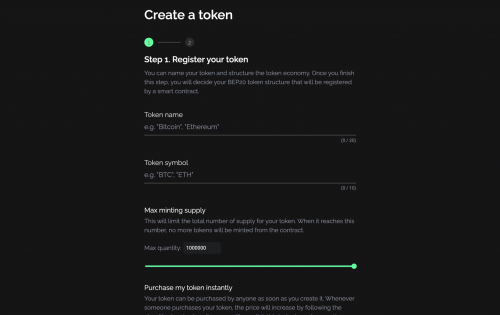 Create a token
1
2
Step 1. Register your token
You can name your token and structure the token economy. Once you finish
this step, you will decide your BEP20 token structure that will be registered
by a smart contract.
Token name
e.g. "Bitcoin", "Ethereum"
(0 / 20)
Token symbol
e.g. "BTC", "ETH"
(0 / 10)
Max minting supply
This will limit the total number of supply for your token. When it reaches this
number, no more tokens will be minted from the contract.
Max quantity: 1000000
Purchase my token instantly
Your token can be purchased by anyone as soon as you create it. Whenever
someone purchases your token, the price will increase by following the